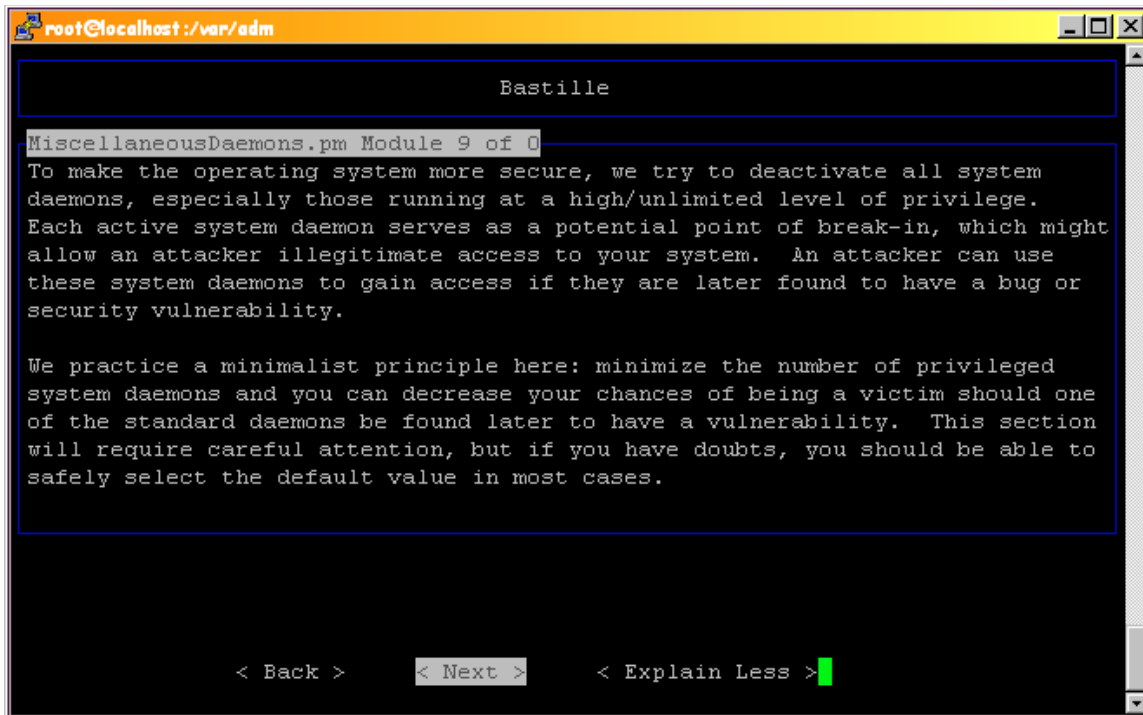 root@localhost:/var/adm
Bastille
MiscellaneousDaemons.pm Module 9 of 0
To make the operating system more secure, we try to deactivate all system
daemons, especially those running at a high/unlimited level of privilege.
Each active system daemon serves as a potential point of break-in, which might
allow an attacker illegitimate access to your system.  An attacker can use
these system daemons to gain access if they are later found to have a bug or
security vulnerability.
We practice a minimalist principle here: minimize the number of privileged
system daemons and you can decrease your chances of being a victim should one
of the standard daemons be found later to have a vulnerability.  This section
will require careful attention, but if you have doubts, you should be able to
safely select the default value in most cases.
< Back > < Next > < Explain Less >